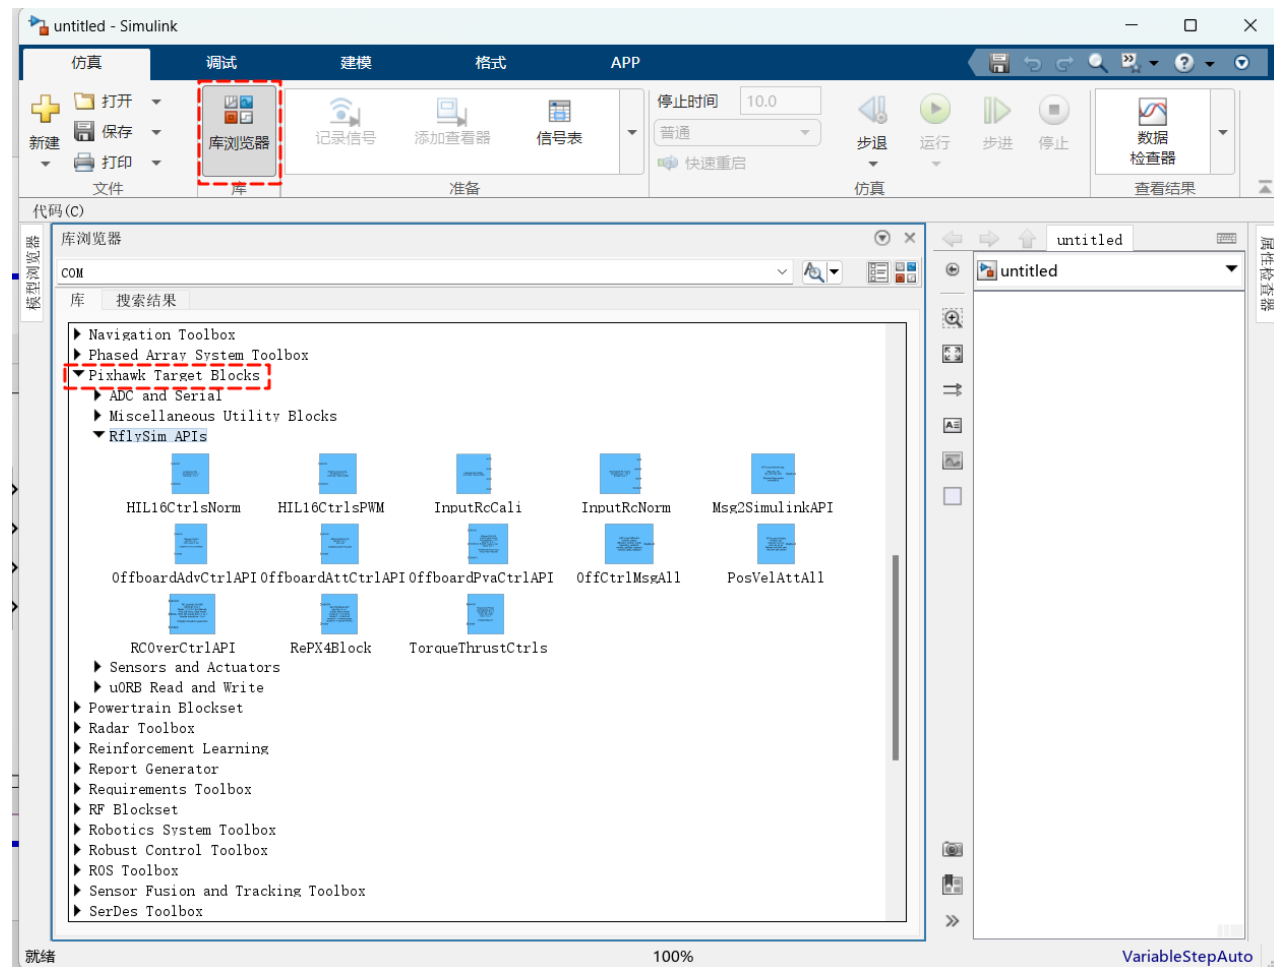 untitled - Simulink
仿真 调试 建模 格式 APP
新建
打开
保存
打印
文件
库浏览器
库
记录信号
添加查看器
信号表
准备
停止时间 10.0
普通
快速重启
步退
运行
步进
停止
仿真
数据
检查器
查看结果
代码(C)
模型浏览器
库浏览器
COM
库 搜索结果
Navigation Toolbox
Phased Array System Toolbox
Pixhawk Target Blocks
ADC and Serial
Miscellaneous Utility Blocks
RflySim APIs
HIL16CtrlsNorm HIL16CtrlsPWM InputRcCali InputRcNorm Msg2SimulinkAPI
OffboardAdvCtrlAPI OffboardAttCtrlAPI OffboardPvaCtrlAPI OffCtrlMsgAll PosVelAttAll
RCOverCtrlAPI RePX4Block TorqueThrustCtrls
Sensors and Actuators
uORB Read and Write
Powertrain Blockset
Radar Toolbox
Reinforcement Learning
Report Generator
Requirements Toolbox
RF Blockset
Robotics System Toolbox
Robust Control Toolbox
ROS Toolbox
Sensor Fusion and Tracking Toolbox
SerDes Toolbox
untitled
untitled
属性检查器
就绪 100% VariableStepAuto